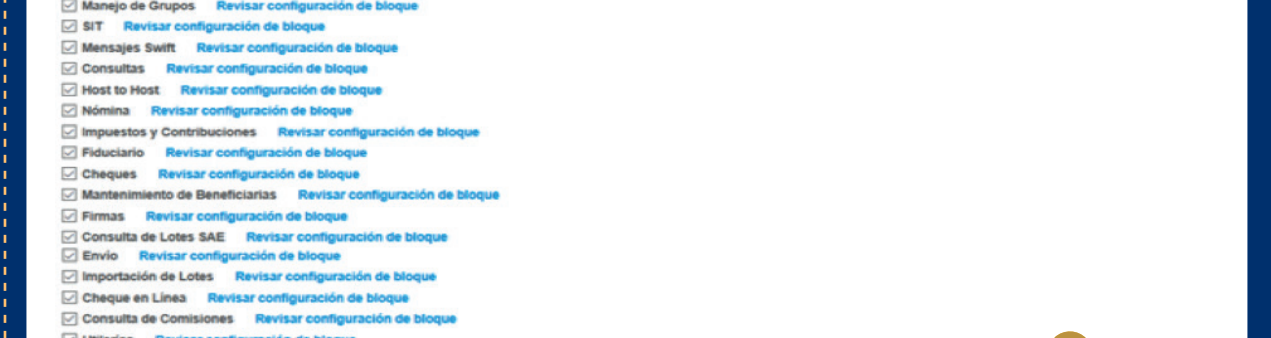 Manejo de Grupos Revisar configuración de bloque
SIT Revisar configuración de bloque
Mensajes Swift Revisar configuración de bloque
Consultas Revisar configuración de bloque
Host to Host Revisar configuración de bloque
Nómina Revisar configuración de bloque
Impuestos y Contribuciones Revisar configuración de bloque
Fiduciario Revisar configuración de bloque
Cheques Revisar configuración de bloque
Mantenimiento de Beneficiarias Revisar configuración de bloque
Firmas Revisar configuración de bloque
Consulta de Lotes SAE Revisar configuración de bloque
Envío Revisar configuración de bloque
Importación de Lotes Revisar configuración de bloque
Cheque en Línea Revisar configuración de bloque
Consulta de Comisiones Revisar configuración de bloque